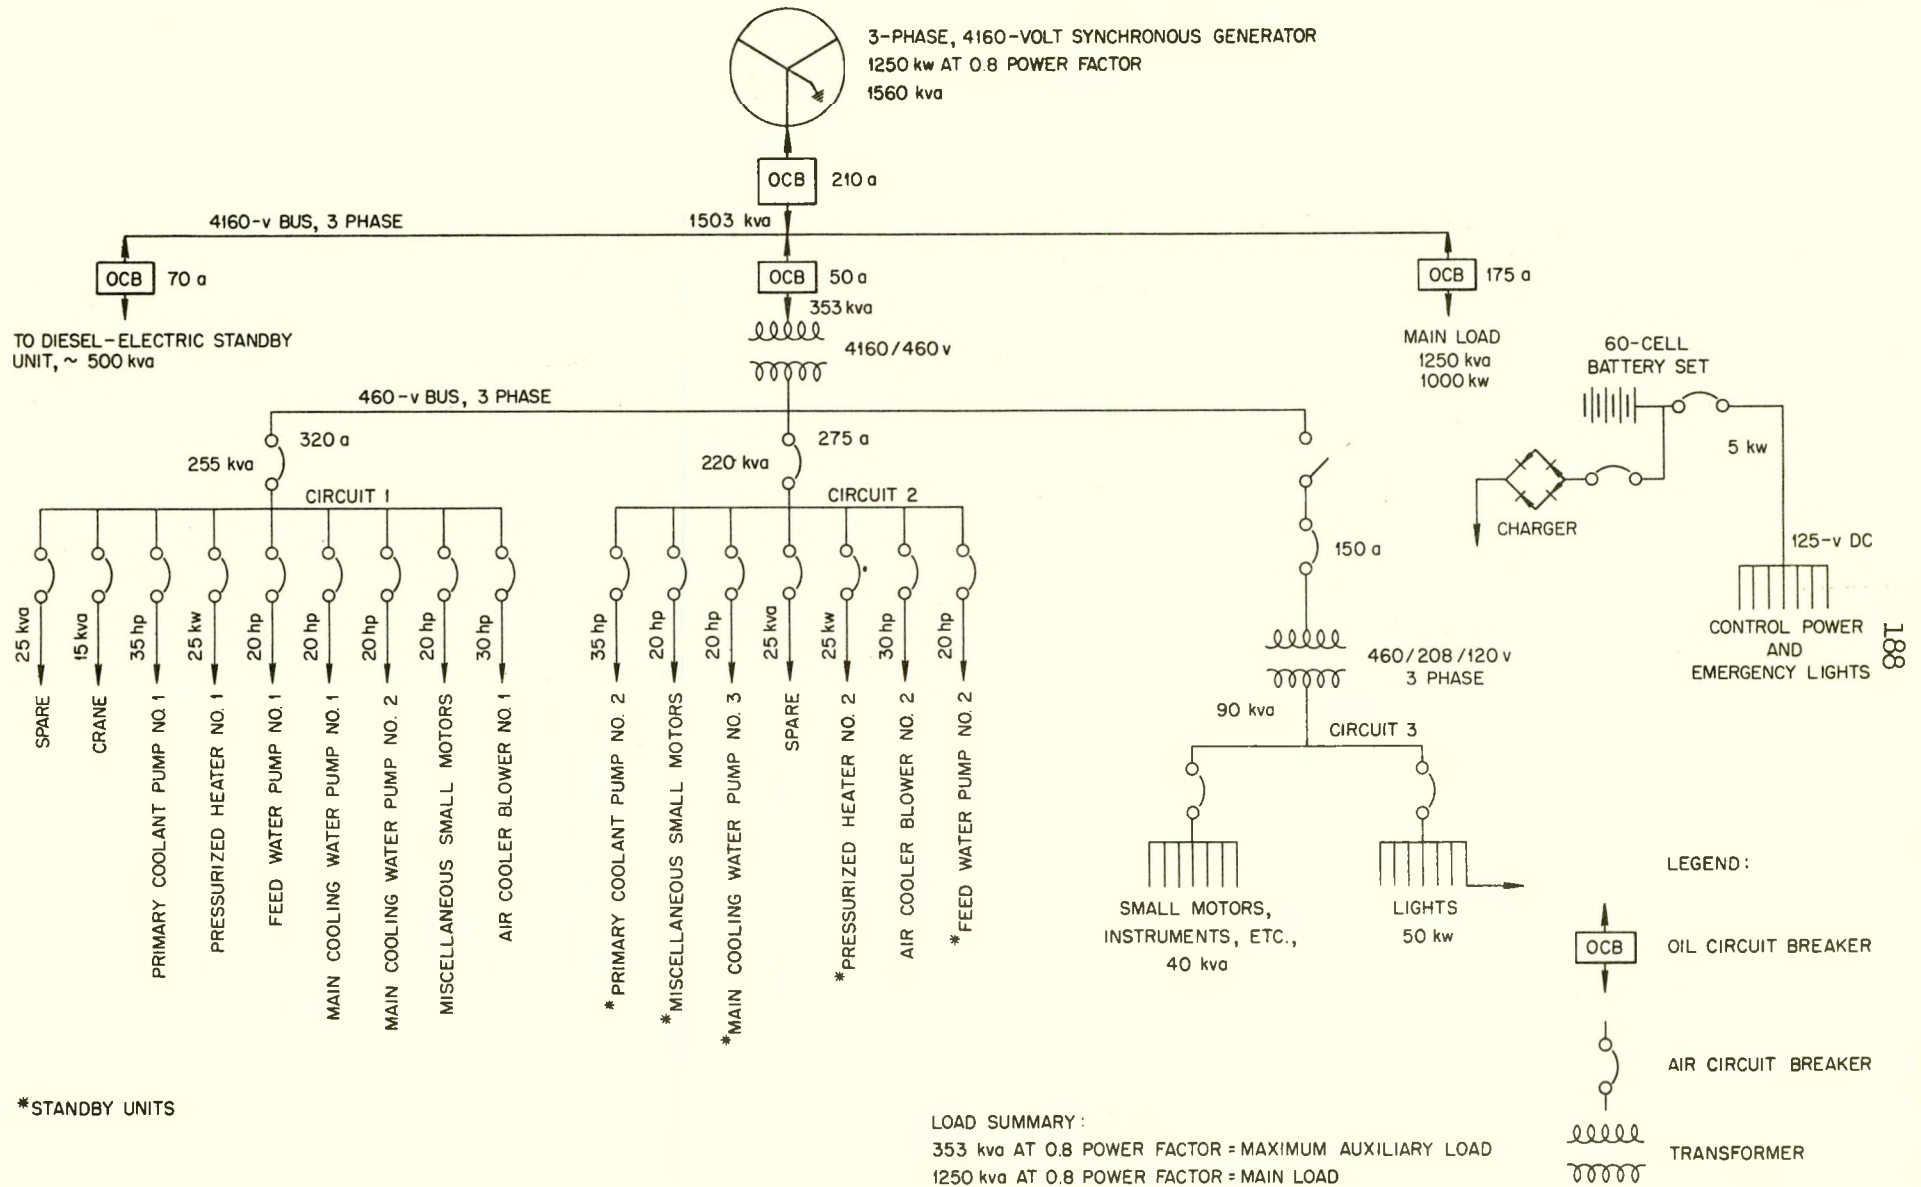 3-PHASE, 4160-VOLT SYNCHRONOUS GENERATOR
1250 kw AT 0.8 POWER FACTOR
1560 kva
OCB
210 a
4160-v BUS, 3 PHASE
1503 kva
OCB
70 a
OCB
50 a
OCB
175 a
353 kva
TO DIESEL-ELECTRIC STANDBY
UNIT, ~ 500 kva
4160/460 v
MAIN LOAD
1250 kva
1000 kw
60-CELL
BATTERY SET
460-v BUS, 3 PHASE
320 a
255 kva
275 a
220 kva
5 kw
CIRCUIT 1
CIRCUIT 2
CHARGER
150 a
125-v DC
25 kva
15 kva
35 hp
25 kw
20 hp
20 hp
20 hp
20 hp
30 hp
35 hp
20 hp
20 hp
25 kva
25 kw
30 hp
20 hp
CONTROL POWER
AND
EMERGENCY LIGHTS
188
460/208/120 v
3 PHASE
90 kva
CIRCUIT 3
SPARE
CRANE
PRIMARY COOLANT PUMP NO. 1
PRESSURIZED HEATER NO. 1
FEED WATER PUMP NO. 1
MAIN COOLING WATER PUMP NO. 1
MAIN COOLING WATER PUMP NO. 2
MISCELLANEOUS SMALL MOTORS
AIR COOLER BLOWER NO. 1
*PRIMARY COOLANT PUMP NO. 2
*MISCELLANEOUS SMALL MOTORS
*MAIN COOLING WATER PUMP NO. 3
SPARE
*PRESSURIZED HEATER NO. 2
AIR COOLER BLOWER NO. 2
*FEED WATER PUMP NO. 2
SMALL MOTORS,
INSTRUMENTS, ETC.,
40 kva
LIGHTS
50 kw
LEGEND:
OCB
OIL CIRCUIT BREAKER
AIR CIRCUIT BREAKER
TRANSFORMER
*STANDBY UNITS
LOAD SUMMARY:
353 kva AT 0.8 POWER FACTOR = MAXIMUM AUXILIARY LOAD
1250 kva AT 0.8 POWER FACTOR = MAIN LOAD